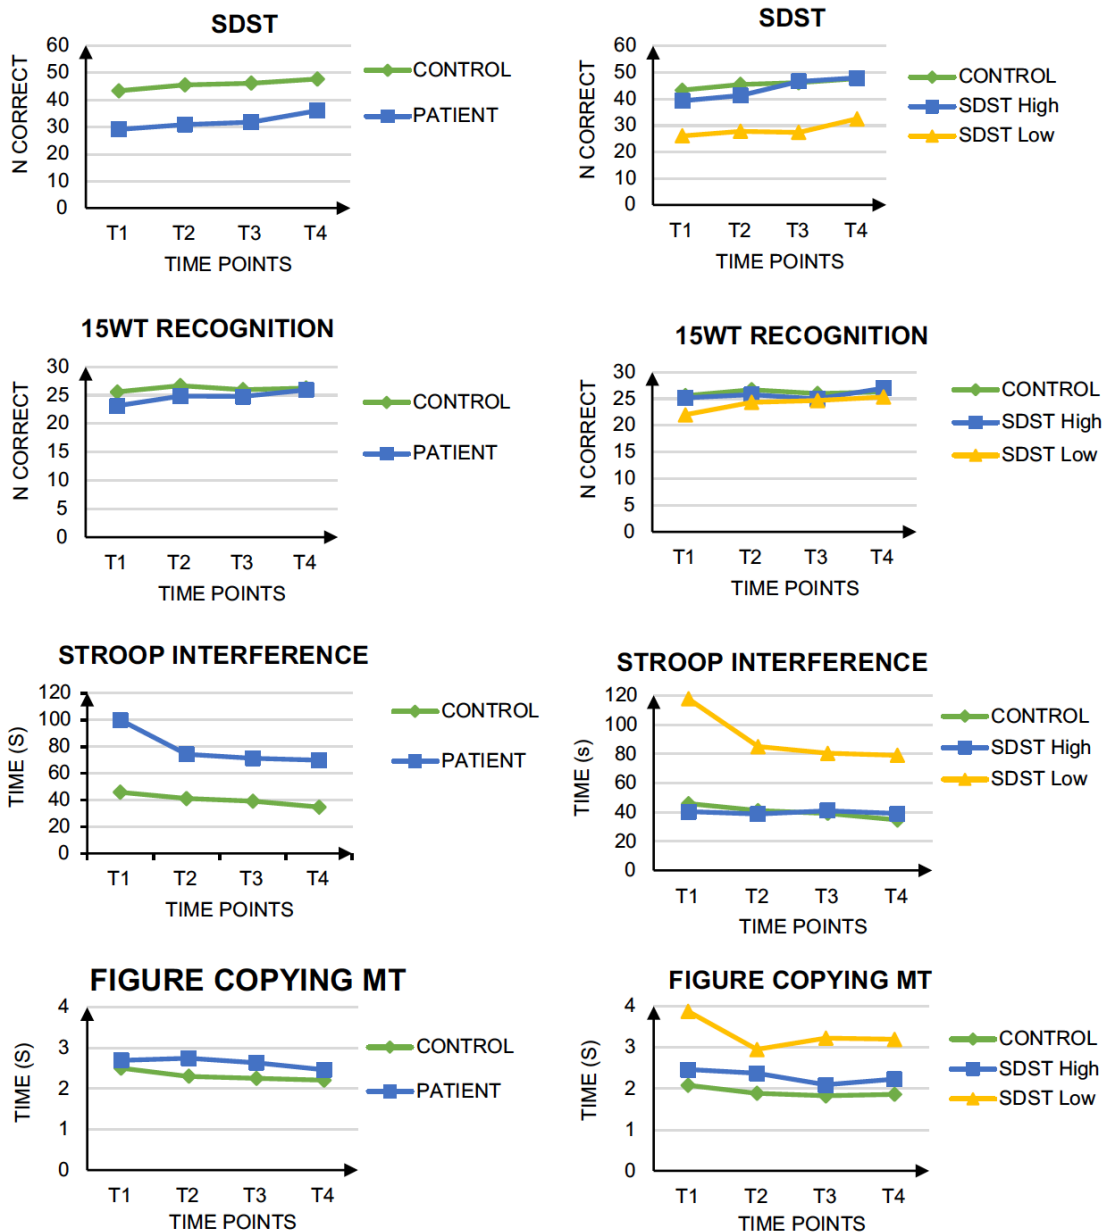 SDST
60
50
40
30
20
10
0
N CORRECT
T1 T2 T3 T4
TIME POINTS
CONTROL
PATIENT
SDST
60
50
40
30
20
10
0
N CORRECT
T1 T2 T3 T4
TIME POINTS
CONTROL
SDST High
SDST Low
15WT RECOGNITION
30
25
20
15
10
5
0
N CORRECT
T1 T2 T3 T4
TIME POINTS
CONTROL
PATIENT
15WT RECOGNITION
30
25
20
15
10
5
0
N CORRECT
T1 T2 T3 T4
TIME POINTS
CONTROL
SDST High
SDST Low
STROOP INTERFERENCE
120
100
80
60
40
20
0
TIME (S)
T1 T2 T3 T4
TIME POINTS
CONTROL
PATIENT
STROOP INTERFERENCE
120
100
80
60
40
20
0
TIME (s)
T1 T2 T3 T4
TIME POINTS
CONTROL
SDST High
SDST Low
FIGURE COPYING MT
4
3
2
1
0
TIME (S)
T1 T2 T3 T4
TIME POINTS
CONTROL
PATIENT
FIGURE COPYING MT
4
3
2
1
0
TIME (S)
T1 T2 T3 T4
TIME POINTS
CONTROL
SDST High
SDST Low